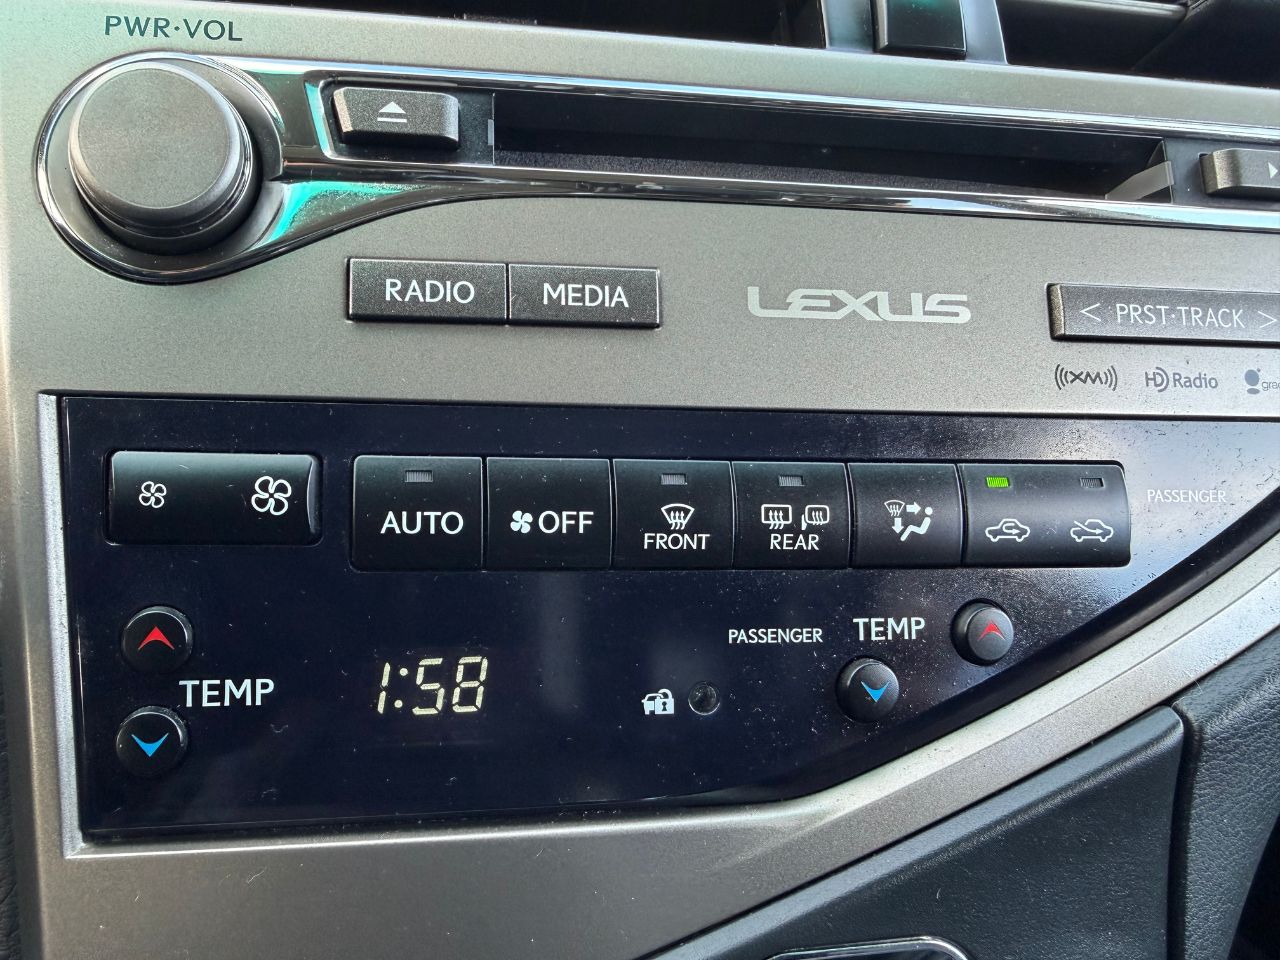 PWR·VOL
RADIO
MEDIA
LEXUS
< PRST·TRACK >
((XM))
HD Radio
AUTO
OFF
FRONT
REAR
PASSENGER
TEMP
1:58
PASSENGER
TEMP